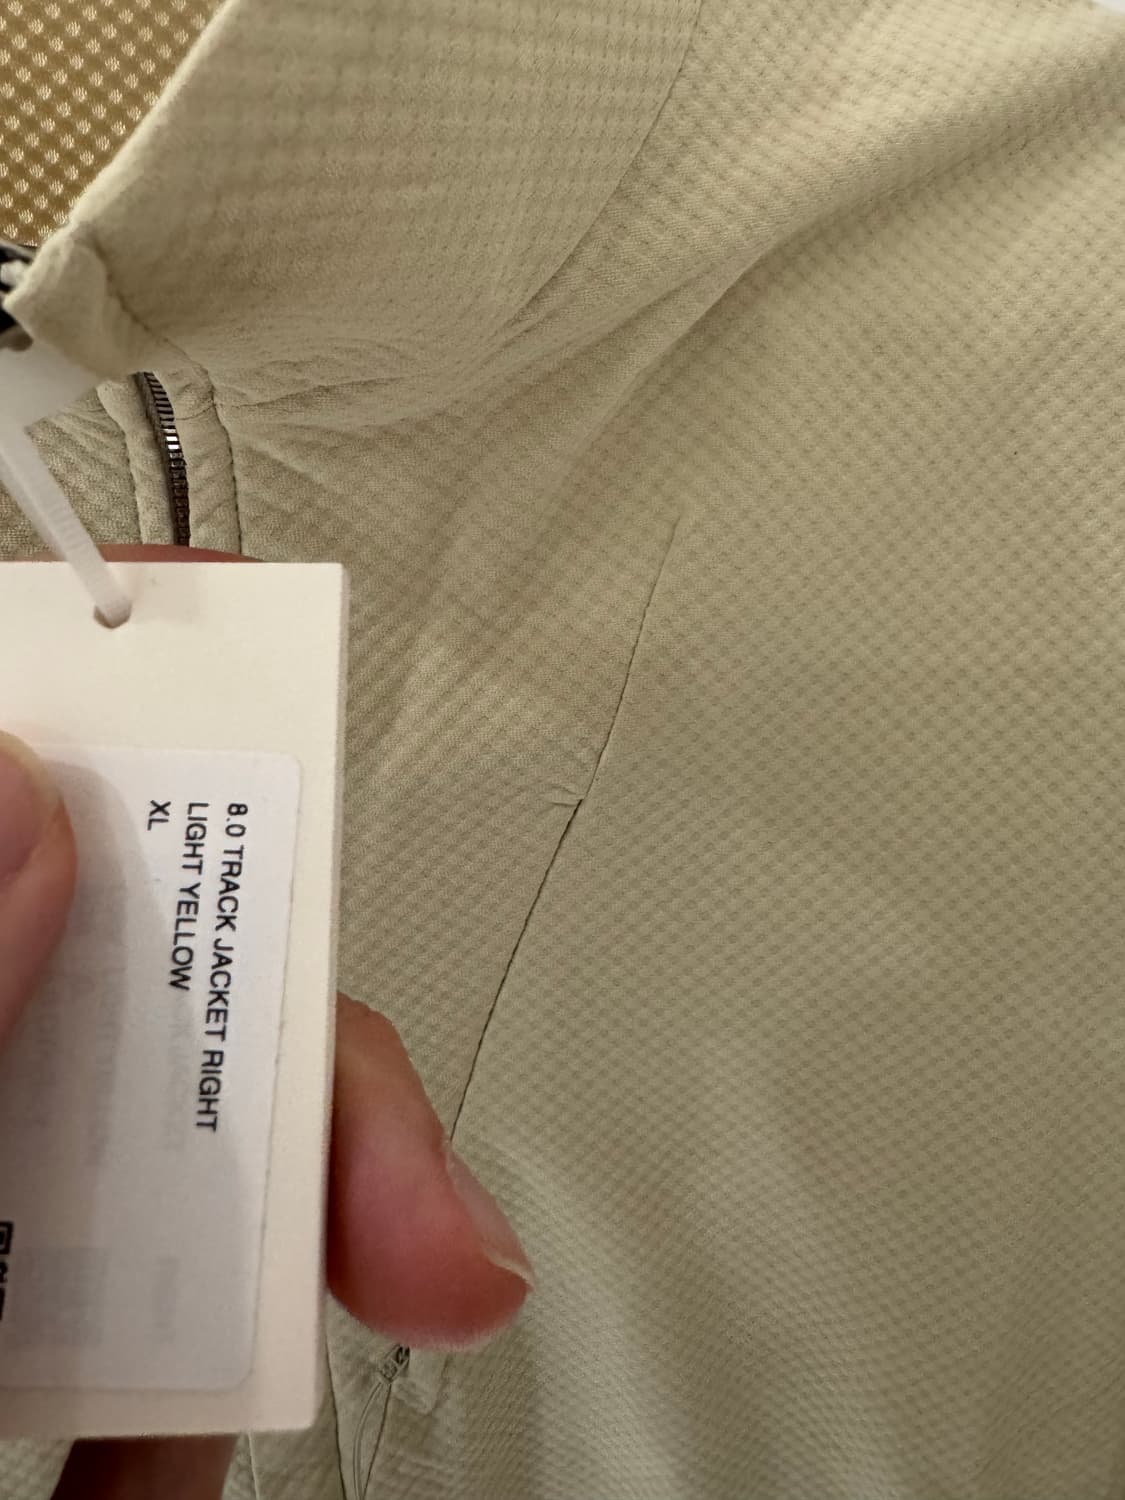 8.0 TRACK JACKET RIGHT
LIGHT YELLOW
XL